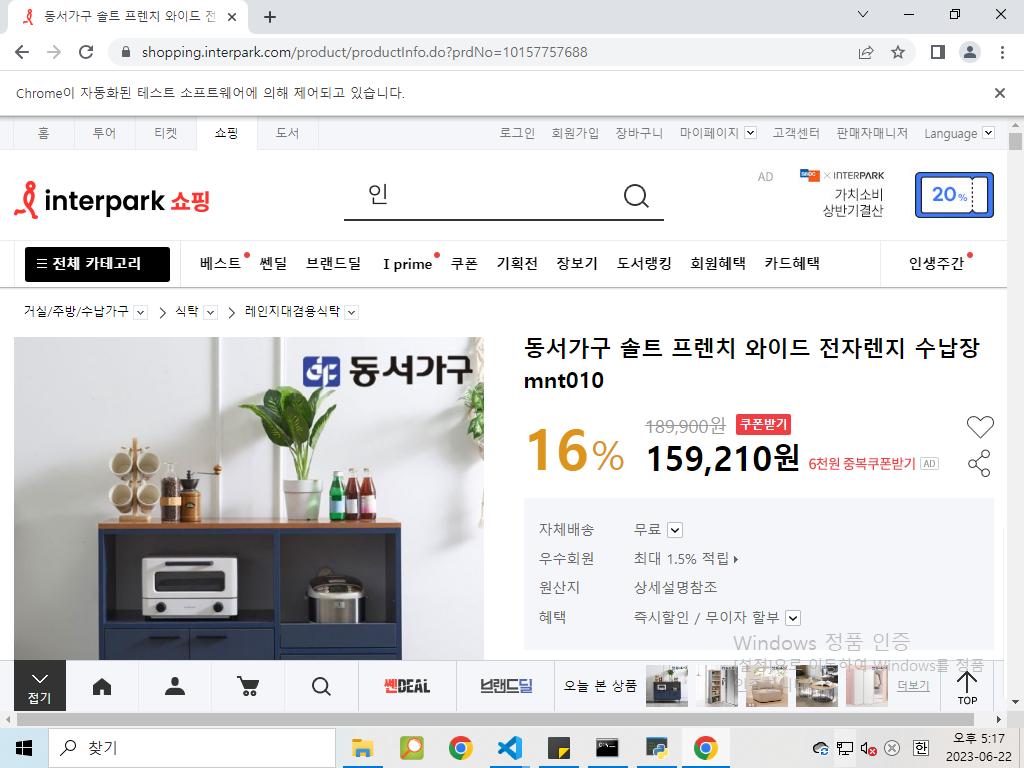 동서가구 솔트 프렌치 와이드 전
shopping.interpark.com/product/productInfo.do?prdNo=10157757688
Chrome이 자동화된 테스트 소프트웨어에 의해 제어되고 있습니다.
홈 투어 티켓 쇼핑 도서 로그인 회원가입 장바구니 마이페이지 고객센터 판매자매니저 Language
interpark 쇼핑
인
AD
× INTERPARK
가치소비
상반기결산
20%
전체 카테고리 베스트 쎈딜 브랜드딜 I prime 쿠폰 기획전 장보기 도서랭킹 회원혜택 카드혜택 인생주간
거실/주방/수납가구 식탁 레인지대겸용식탁
동서가구
동서가구 솔트 프렌치 와이드 전자렌지 수납장
mnt010
16%
189,900원 쿠폰받기
159,210원 6천원 중복쿠폰받기 AD
자체배송 무료
우수회원 최대 1.5% 적립
원산지 상세설명참조
혜택 즉시할인 / 무이자 할부
Windows 정품 인증
[설정]으로 이동하여 Windows를 정품
접기
쎈DEAL
브랜드딜
오늘 본 상품
더보기
TOP
찾기
한
오후 5:17
2023-06-22